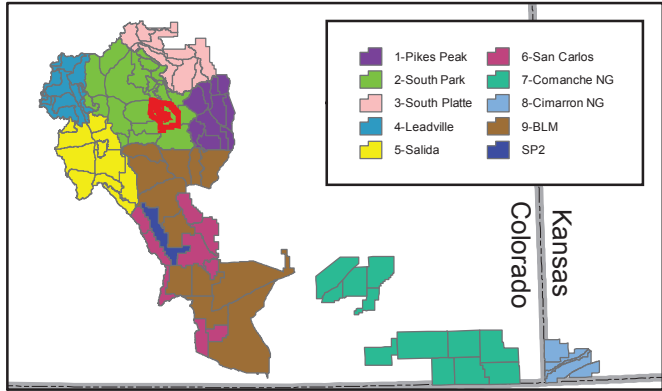 1-Pikes Peak
2-South Park
3-South Platte
4-Leadville
5-Salida
6-San Carlos
7-Comanche NG
8-Cimarron NG
9-BLM
SP2
Kansas
Colorado